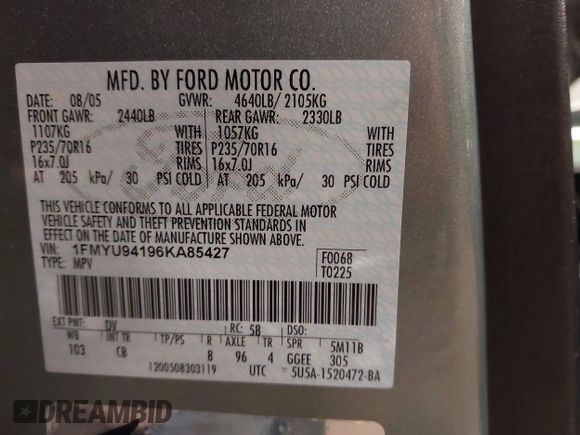 MFD. BY FORD MOTOR CO.
DATE: 08/05 GVWR: 4640LB/ 2105KG
FRONT GAWR: 2440LB REAR GAWR: 2330LB
1107KG WITH 1057KG WITH
P235/70R16 TIRES P235/70R16 TIRES
16x7.0J RIMS 16x7.0J RIMS
AT 205 kPa/ 30 PSI COLD AT 205 kPa/ 30 PSI COLD
THIS VEHICLE CONFORMS TO ALL APPLICABLE FEDERAL MOTOR
VEHICLE SAFETY AND THEFT PREVENTION STANDARDS IN
EFFECT ON THE DATE OF MANUFACTURE SHOWN ABOVE.
VIN: 1FMYU94196KA85427 F0068
TYPE: MPV T0225
EXT PNT: DV RC: 58 DSO:
WB INT TR TP/PS R AXLE TR SPR 5M11B
103 CB 8 96 4 GGEE 305
1200508303119 UTC 5U5A-1520472-BA
DREAMBID